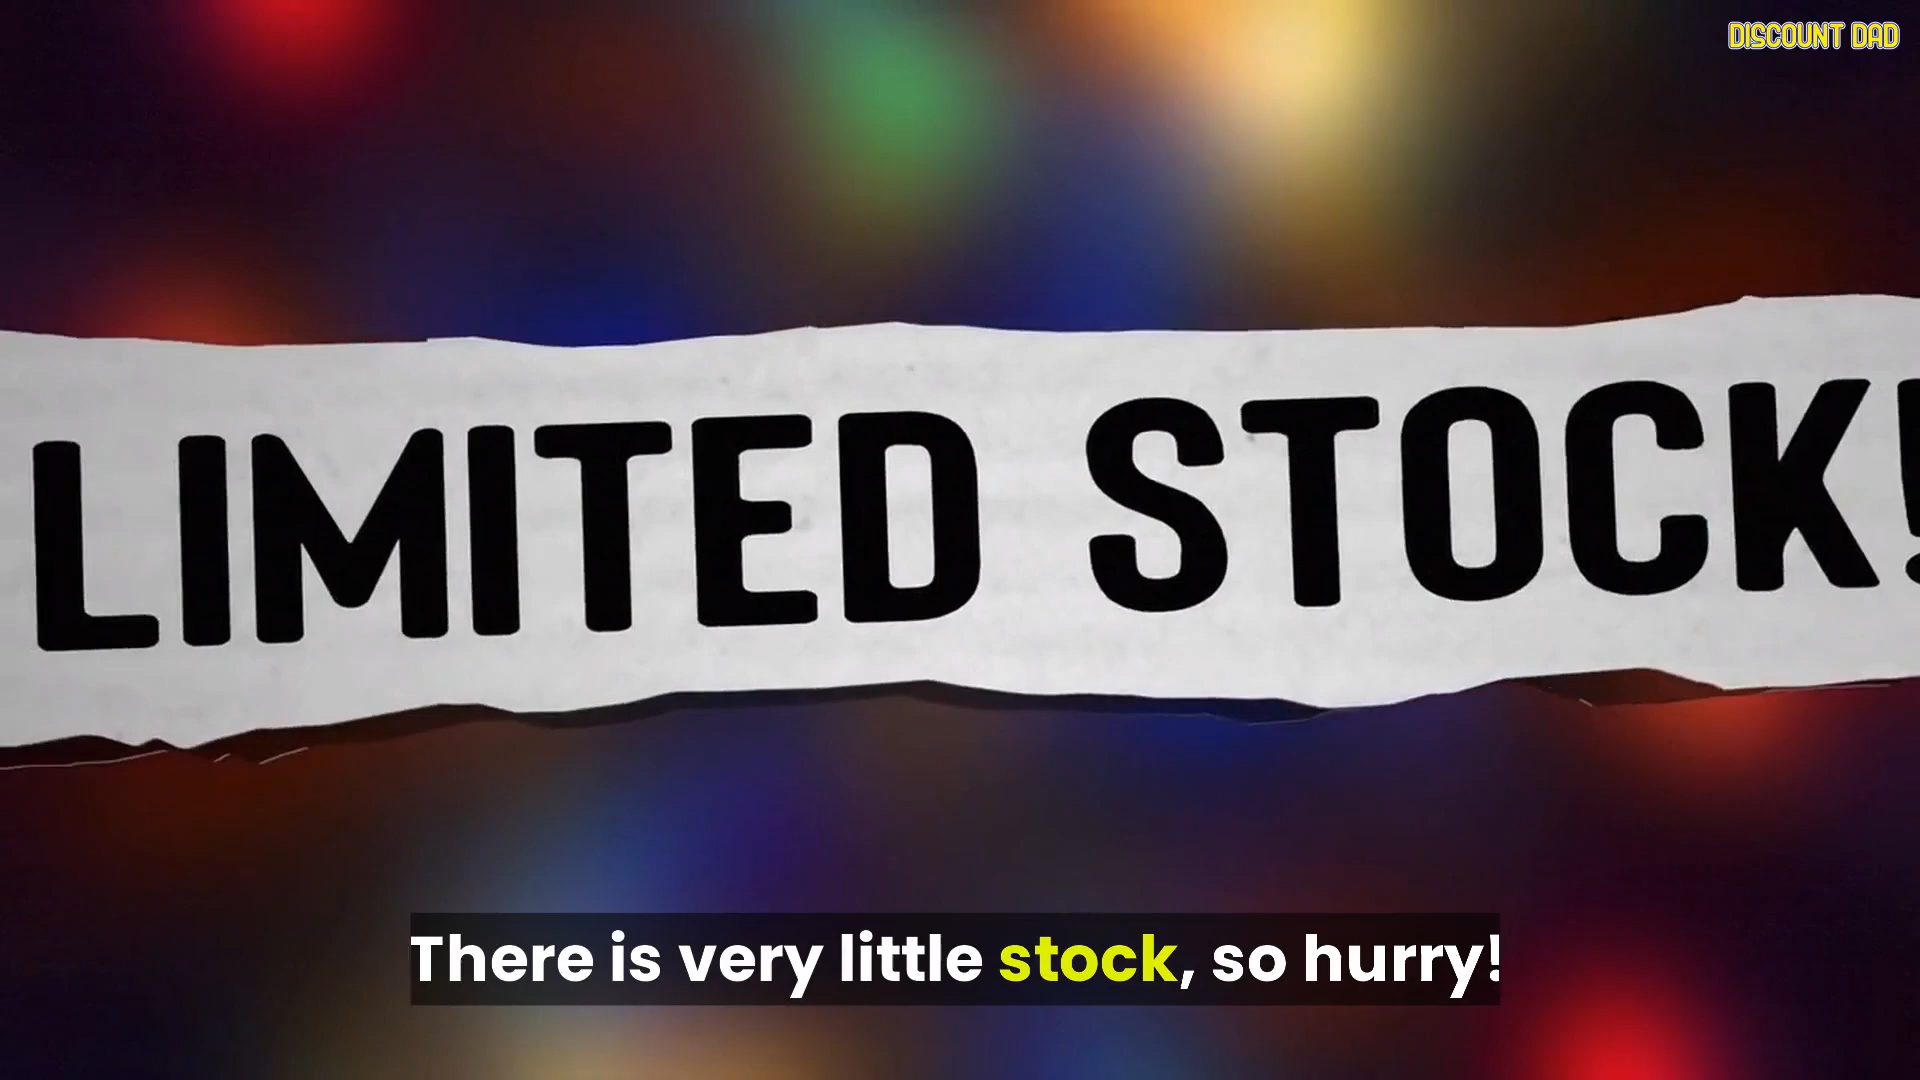 DISCOUNT DAD
LIMITED STOCK!
There is very little stock, so hurry!